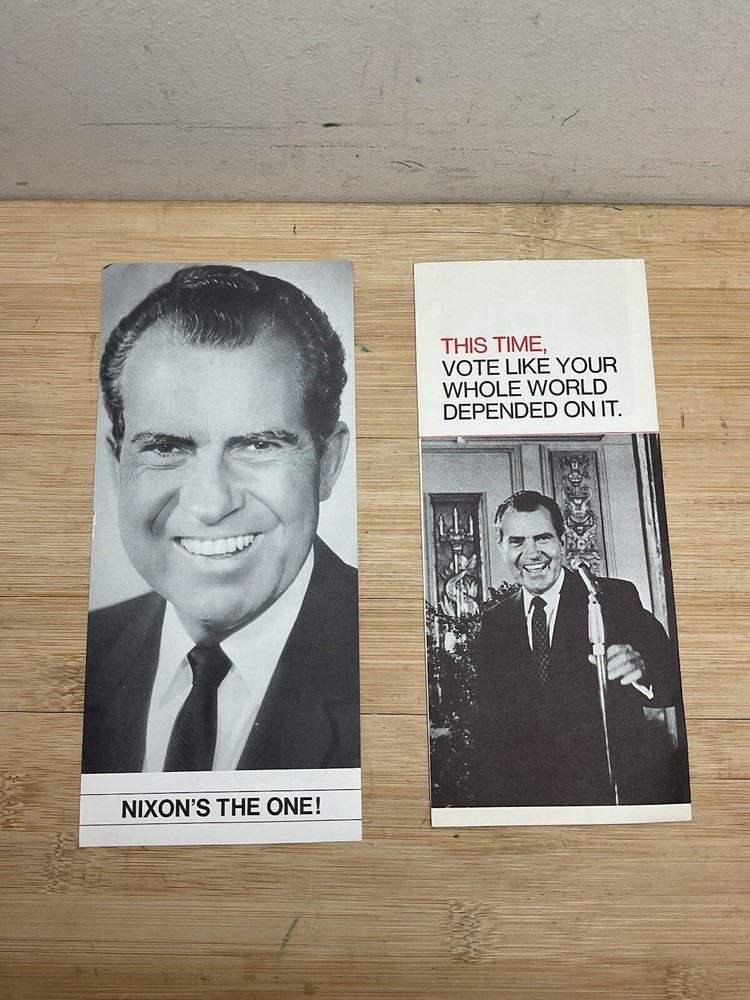 NIXON'S THE ONE!
THIS TIME,
VOTE LIKE YOUR
WHOLE WORLD
DEPENDED ON IT.